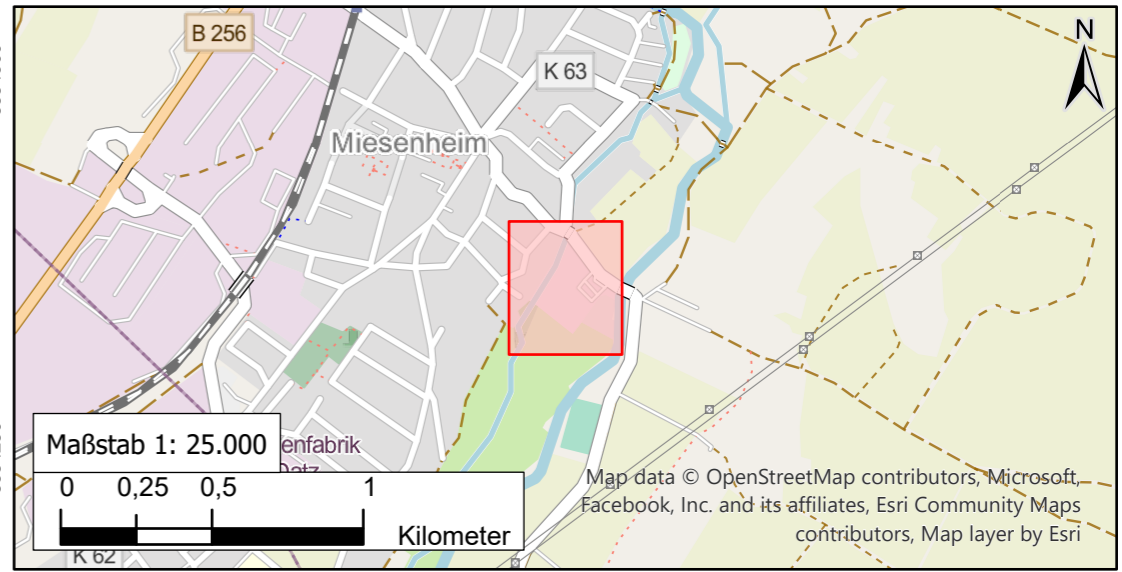 B 256
K 63
N
Miesenheim
Maßstab 1: 25.000
enfabrik
0 0,25 0,5 1
Kilometer
K 62
Map data © OpenStreetMap contributors, Microsoft,
Facebook, Inc. and its affiliates, Esri Community Maps
contributors, Map layer by Esri